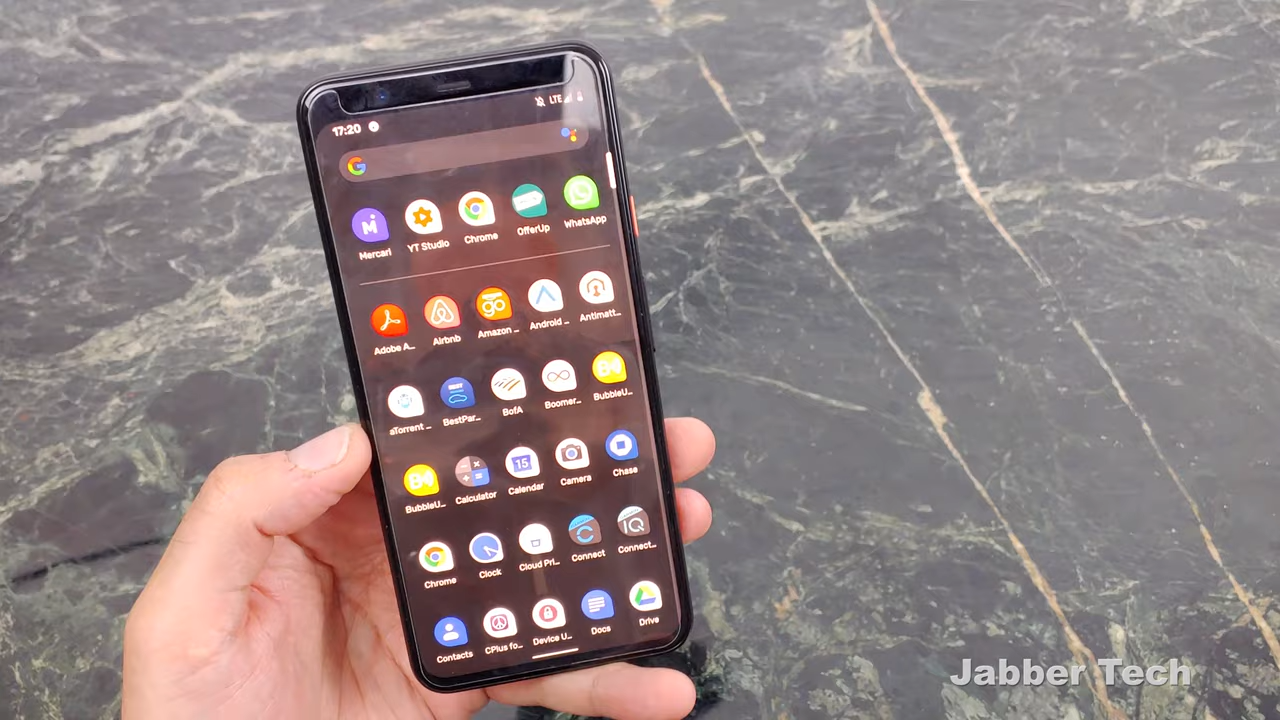 17:20 LTE
Mercari YT Studio Chrome OfferUp WhatsApp
Adobe A... Airbnb Amazon ... Android ... Antimatt...
aTorrent ... BestPar... BofA Boomer... BubbleU...
BubbleU... Calculator Calendar Camera Chase
Chrome Clock Cloud Pri... Connect Connect...
Contacts CPlus fo... Device U... Docs Drive
Jabber Tech